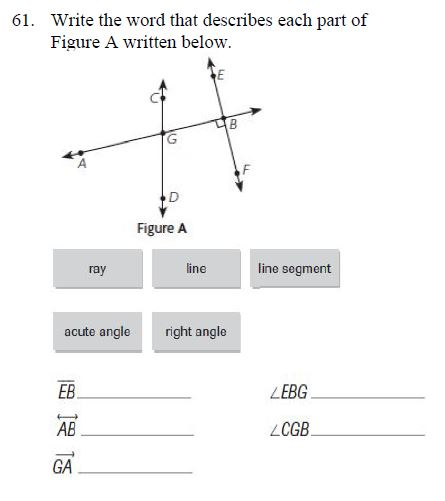 61. Write the word that describes each part of
Figure A written below.
E
C
B
G
A
F
D
Figure A
ray line line segment
acute angle right angle
EB ∠EBG
AB ∠CGB
GA